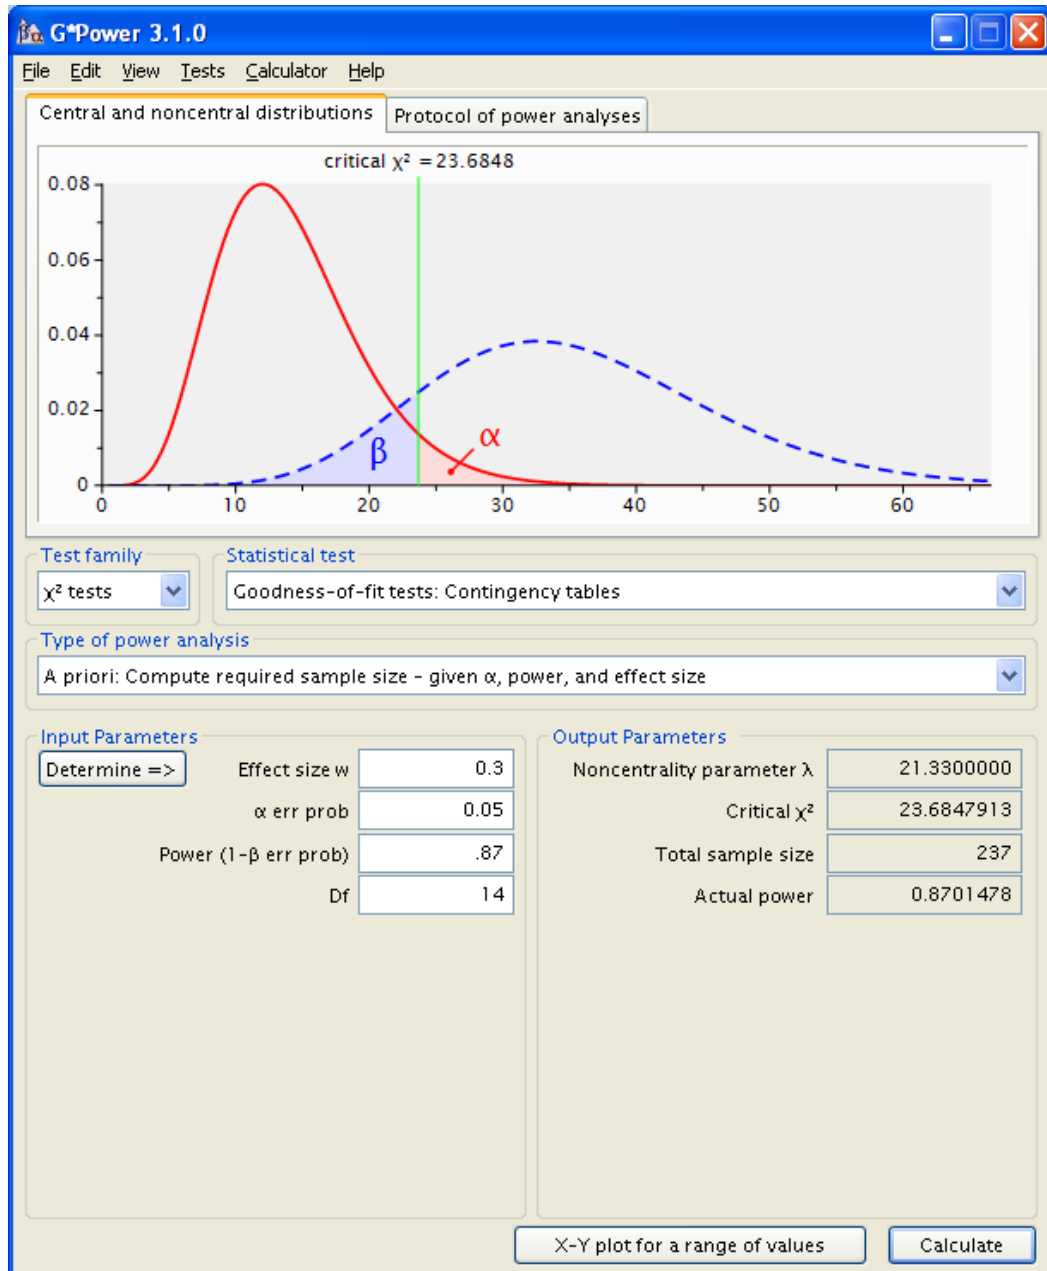 G*Power 3.1.0
File Edit View Tests Calculator Help
Central and noncentral distributions Protocol of power analyses
critical χ² = 23.6848
0.08
0.06
0.04
0.02
0
β
α
0 10 20 30 40 50 60
Test family Statistical test
χ² tests Goodness-of-fit tests: Contingency tables
Type of power analysis
A priori: Compute required sample size - given α, power, and effect size
Input Parameters Output Parameters
Determine => Effect size w 0.3 Noncentrality parameter λ 21.3300000
α err prob 0.05 Critical χ² 23.6847913
Power (1-β err prob) .87 Total sample size 237
Df 14 Actual power 0.8701478
X-Y plot for a range of values Calculate